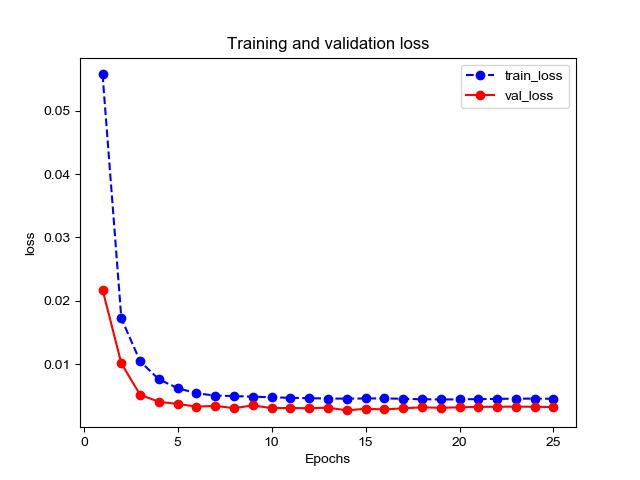 Training and validation loss
train_loss
val_loss
0.05
0.04
0.03
0.02
0.01
loss
0 5 10 15 20 25
Epochs